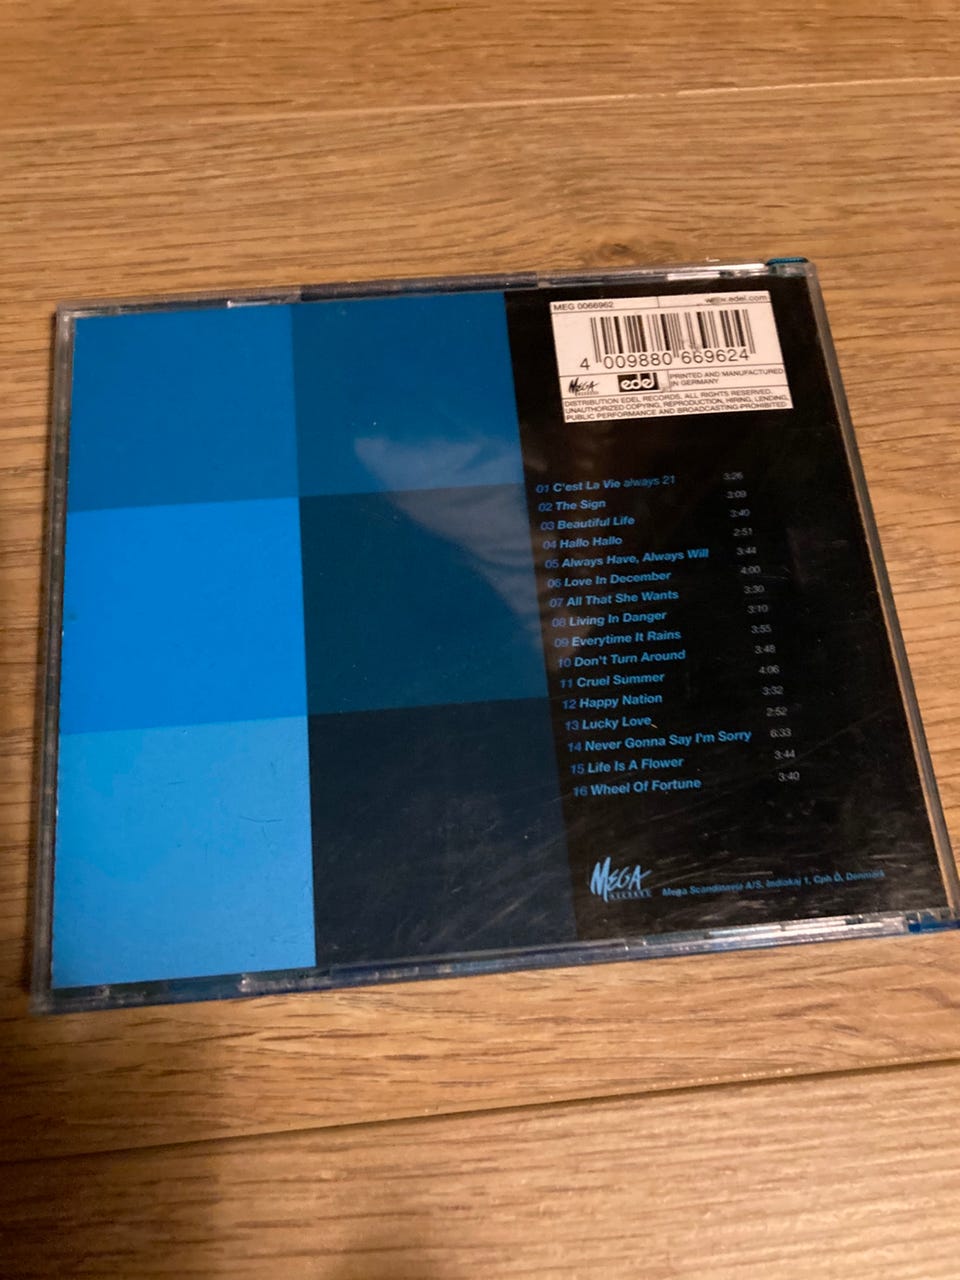 MEG 0066962
www.edel.com
4 009880 669624
MEGA RECORDS
edel
PRINTED AND MANUFACTURED
IN GERMANY
DISTRIBUTION EDEL RECORDS. ALL RIGHTS RESERVED.
UNAUTHORIZED COPYING, REPRODUCTION, HIRING, LENDING,
PUBLIC PERFORMANCE AND BROADCASTING PROHIBITED
01 C'est La Vie always 21 3:26
02 The Sign 3:09
03 Beautiful Life 3:40
04 Hallo Hallo 2:51
05 Always Have, Always Will 3:44
06 Love In December 4:00
07 All That She Wants 3:30
08 Living In Danger 3:10
09 Everytime It Rains 3:55
10 Don't Turn Around 3:48
11 Cruel Summer 4:06
12 Happy Nation 3:32
13 Lucky Love 2:52
14 Never Gonna Say I'm Sorry 6:33
15 Life Is A Flower 3:44
16 Wheel Of Fortune 3:40
MEGA RECORDS
Mega Scandinavia A/S, Indiakaj 1, Cph Ø, Denmark